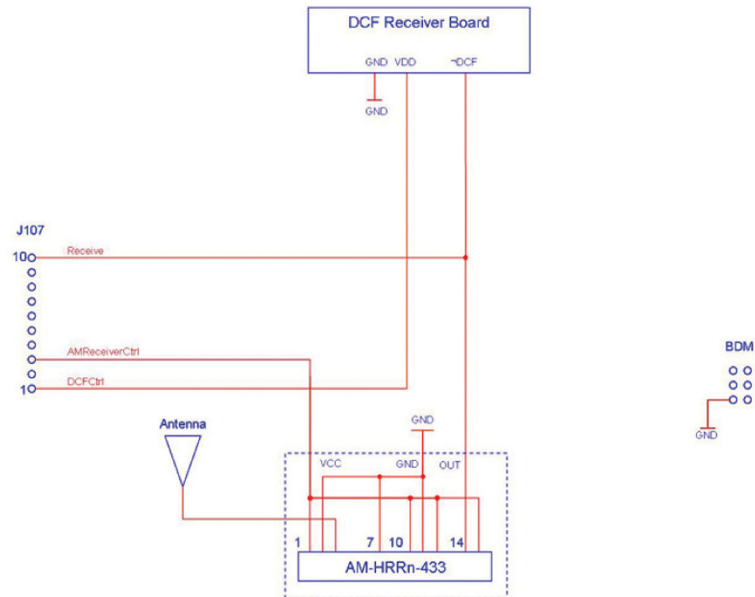 DCF Receiver Board
GND VDD ¬DCF
GND
J107
10 Receive
AMReceiverCtrl
1 DCFCtrl
BDM
GND
Antenna
GND
VCC GND OUT
1 7 10 14
AM-HRRn-433